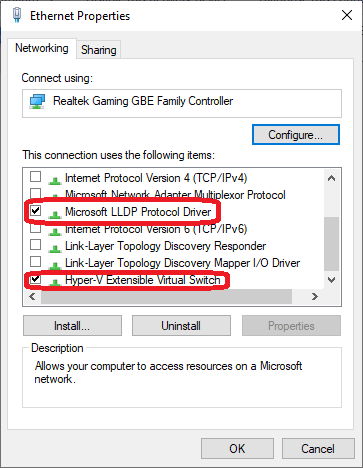 Ethernet Properties
Networking
Sharing
Connect using:
Realtek Gaming GBE Family Controller
Configure...
This connection uses the following items:
Internet Protocol Version 4 (TCP/IPv4)
Microsoft Network Adapter Multiplexor Protocol
Microsoft LLDP Protocol Driver
Internet Protocol Version 6 (TCP/IPv6)
Link-Layer Topology Discovery Responder
Link-Layer Topology Discovery Mapper I/O Driver
Hyper-V Extensible Virtual Switch
Install...
Uninstall
Properties
Description
Allows your computer to access resources on a Microsoft
network.
OK
Cancel